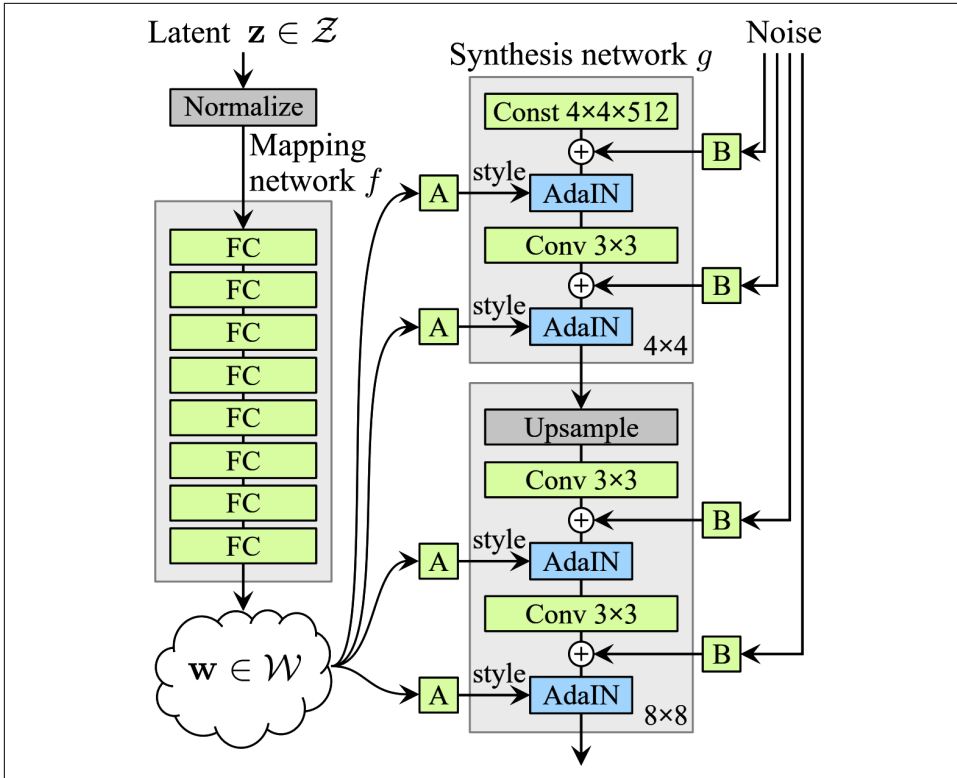 Latent z ∈ 𝒵
Normalize
Mapping
network f
FC
FC
FC
FC
FC
FC
FC
FC
w ∈ 𝒲
Synthesis network g
Noise
Const 4×4×512
B
A
style
AdaIN
Conv 3×3
B
A
style
AdaIN
4×4
Upsample
Conv 3×3
B
A
style
AdaIN
Conv 3×3
B
A
style
AdaIN
8×8